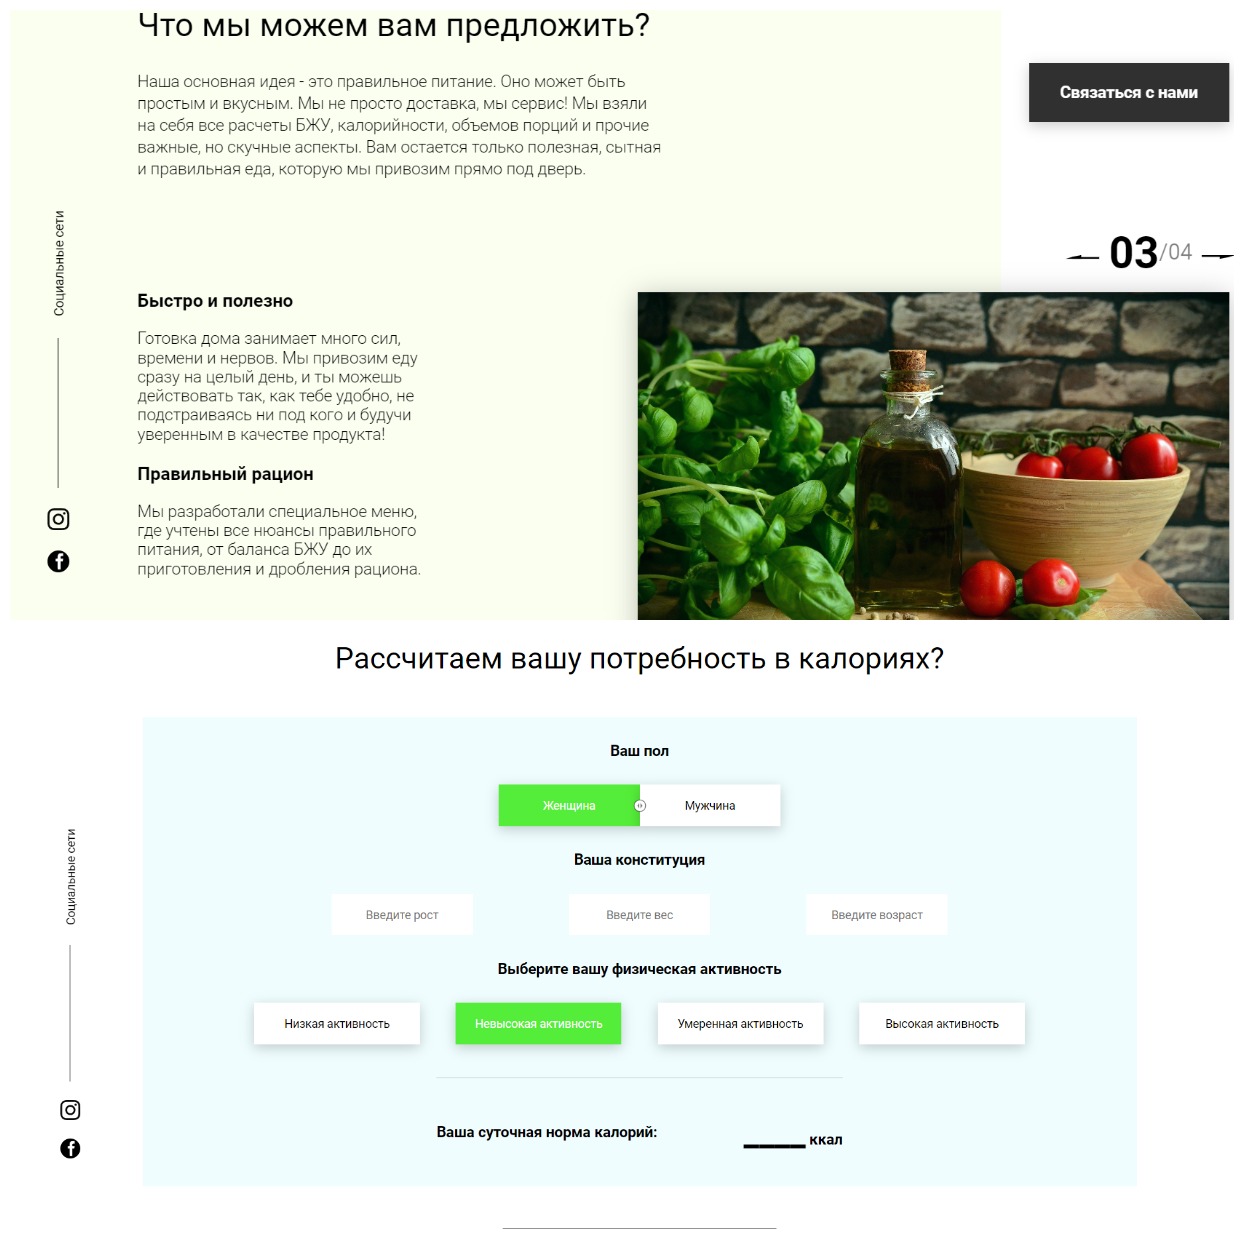 Что мы можем вам предложить?
Наша основная идея - это правильное питание. Оно может быть
простым и вкусным. Мы не просто доставка, мы сервис! Мы взяли
на себя все расчеты БЖУ, калорийности, объемов порций и прочие
важные, но скучные аспекты. Вам остается только полезная, сытная
и правильная еда, которую мы привозим прямо под дверь.
Связаться с нами
03/04
Социальные сети
Быстро и полезно
Готовка дома занимает много сил,
времени и нервов. Мы привозим еду
сразу на целый день, и ты можешь
действовать так, как тебе удобно, не
подстраиваясь ни под кого и будучи
уверенным в качестве продукта!
Правильный рацион
Мы разработали специальное меню,
где учтены все нюансы правильного
питания, от баланса БЖУ до их
приготовления и дробления рациона.
Рассчитаем вашу потребность в калориях?
Ваш пол
Женщина
Мужчина
Ваша конституция
Введите рост
Введите вес
Введите возраст
Социальные сети
Выберите вашу физическая активность
Низкая активность
Невысокая активность
Умеренная активность
Высокая активность
Ваша суточная норма калорий:
ккал